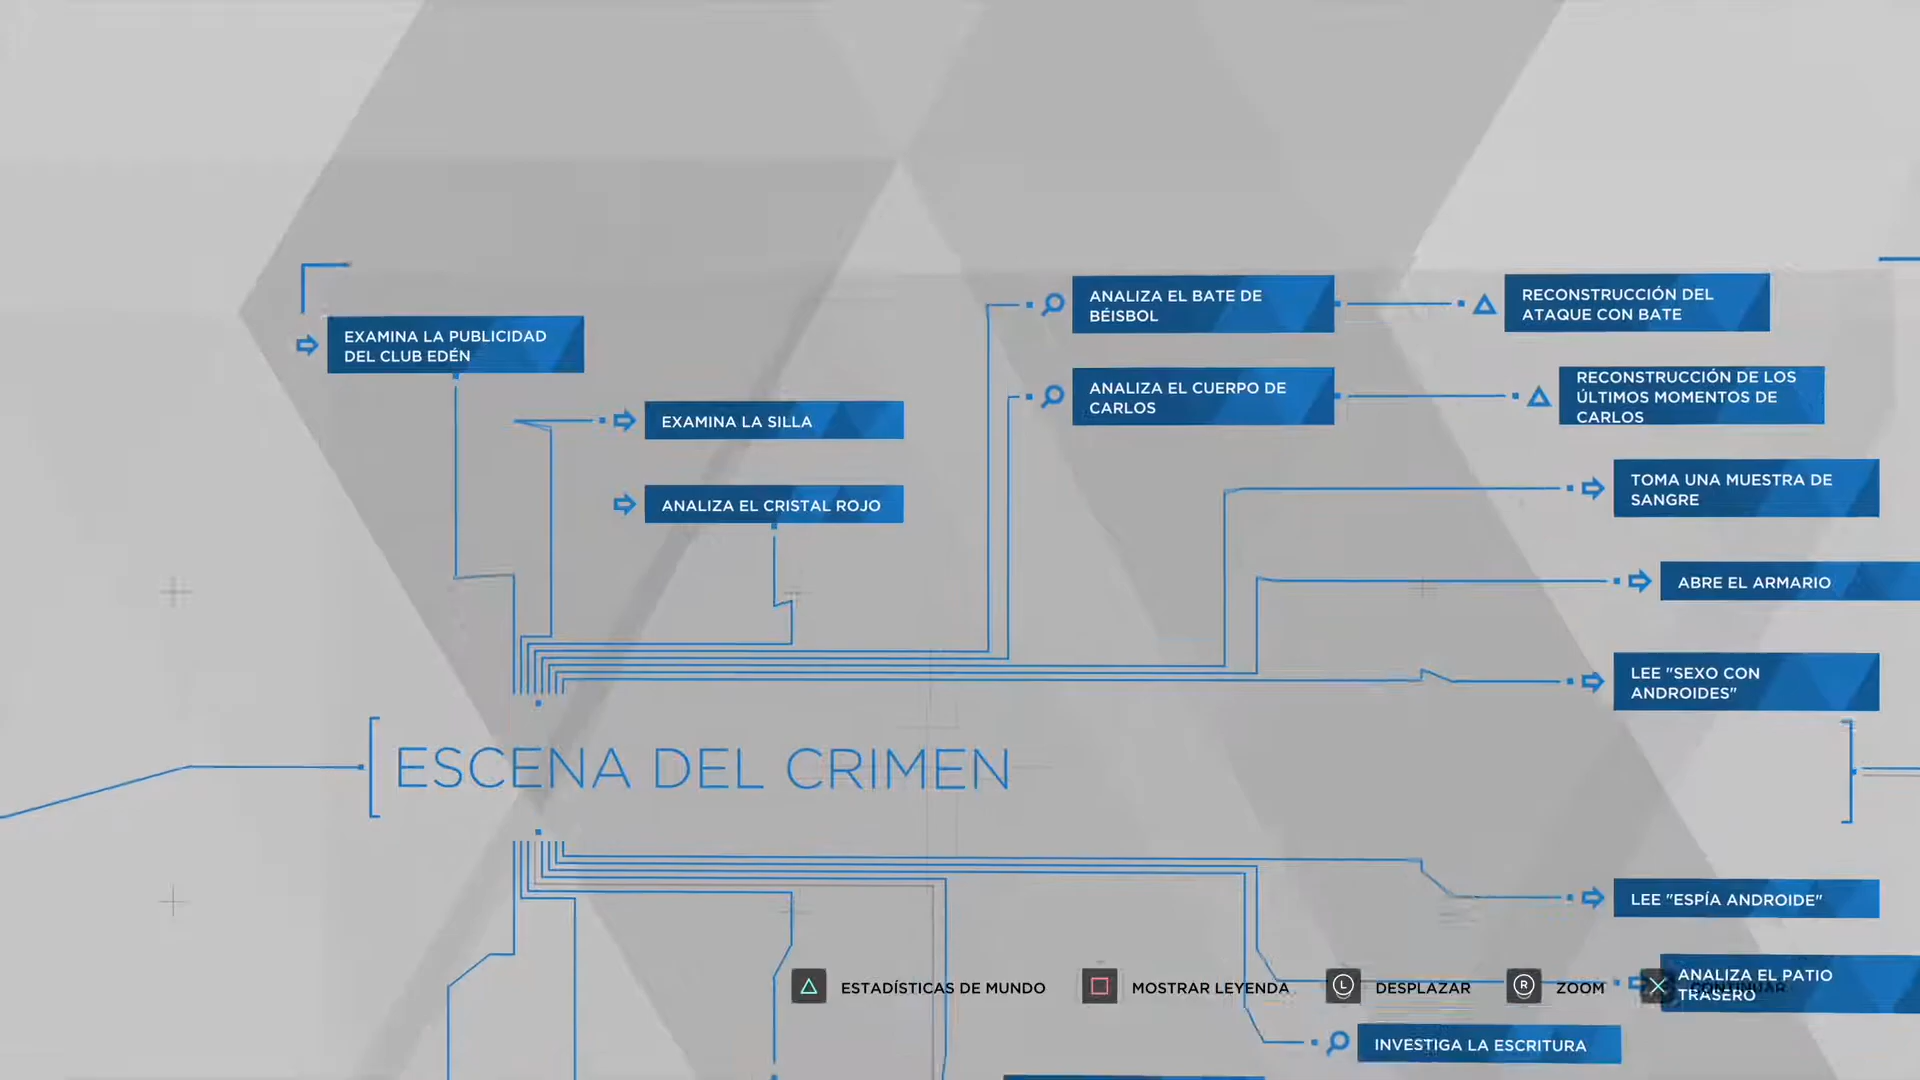 EXAMINA LA PUBLICIDAD
DEL CLUB EDÉN
EXAMINA LA SILLA
ANALIZA EL CRISTAL ROJO
ANALIZA EL BATE DE
BÉISBOL
RECONSTRUCCIÓN DEL
ATAQUE CON BATE
ANALIZA EL CUERPO DE
CARLOS
RECONSTRUCCIÓN DE LOS
ÚLTIMOS MOMENTOS DE
CARLOS
TOMA UNA MUESTRA DE
SANGRE
ABRE EL ARMARIO
LEE "SEXO CON
ANDROIDES"
ESCENA DEL CRIMEN
LEE "ESPÍA ANDROIDE"
ANALIZA EL PATIO
TRASERO
INVESTIGA LA ESCRITURA
ESTADÍSTICAS DE MUNDO
MOSTRAR LEYENDA
L
DESPLAZAR
R
ZOOM
CONTINUAR